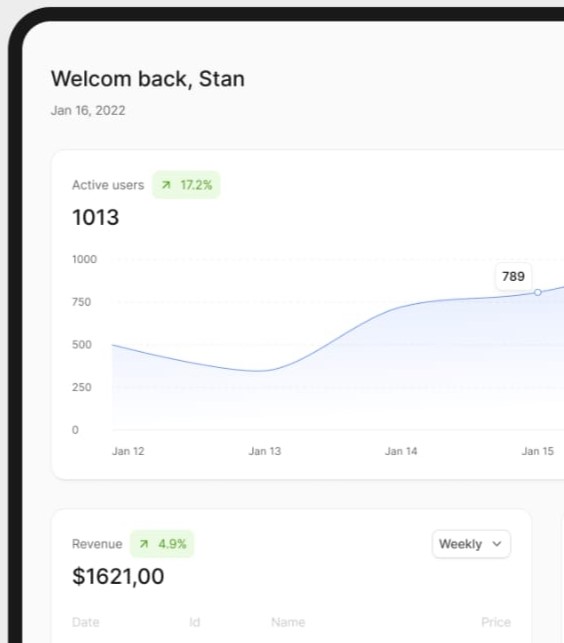 Welcom back, Stan
Jan 16, 2022
Active users 17.2%
1013
1000
789
750
500
250
0
Jan 12 Jan 13 Jan 14 Jan 15
Revenue 4.9% Weekly
$1621,00
Date Id Name Price